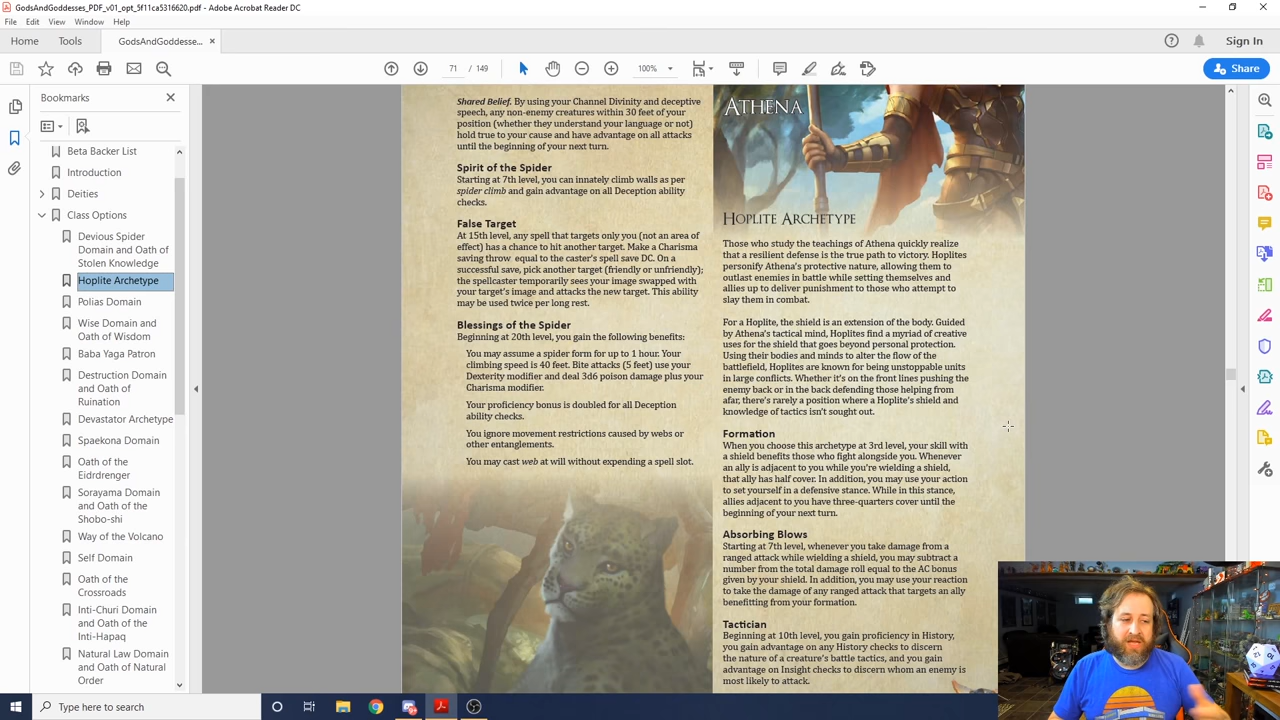 GodsAndGoddesses_PDF_v01_opt_5f11ca5316620.pdf - Adobe Acrobat Reader DC
File Edit View Window Help
Home Tools GodsAndGoddesse... ×
71 / 149 100%
Sign In
Share
Bookmarks
Beta Backer List
Introduction
Deities
Class Options
Devious Spider
Domain and Oath of
Stolen Knowledge
Hoplite Archetype
Polias Domain
Wise Domain and
Oath of Wisdom
Baba Yaga Patron
Destruction Domain
and Oath of
Ruination
Devastator Archetype
Spaekona Domain
Oath of the
Eidrdrenger
Sorayama Domain
and Oath of the
Shobo-shi
Way of the Volcano
Self Domain
Oath of the
Crossroads
Inti-Churi Domain
and Oath of the
Inti-Hapaq
Natural Law Domain
and Oath of Natural
Order
Shared Belief. By using your Channel Divinity and deceptive
speech, any non-enemy creatures within 30 feet of your
position (whether they understand your language or not)
hold true to your cause and have advantage on all attacks
until the beginning of your next turn.
Spirit of the Spider
Starting at 7th level, you can innately climb walls as per
spider climb and gain advantage on all Deception ability
checks.
False Target
At 15th level, any spell that targets only you (not an area of
effect) has a chance to hit another target. Make a Charisma
saving throw equal to the caster's spell save DC. On a
successful save, pick another target (friendly or unfriendly);
the spellcaster temporarily sees your image swapped with
your target's image and attacks the new target. This ability
may be used twice per long rest.
Blessings of the Spider
Beginning at 20th level, you gain the following benefits:
You may assume a spider form for up to 1 hour. Your
climbing speed is 40 feet. Bite attacks (5 feet) use your
Dexterity modifier and deal 3d6 poison damage plus your
Charisma modifier.
Your proficiency bonus is doubled for all Deception
ability checks.
You ignore movement restrictions caused by webs or
other entanglements.
You may cast web at will without expending a spell slot.
Athena
Hoplite Archetype
Those who study the teachings of Athena quickly realize
that a resilient defense is the true path to victory. Hoplites
personify Athena's protective nature, allowing them to
outlast enemies in battle while setting themselves and
allies up to deliver punishment to those who attempt to
slay them in combat.
For a Hoplite, the shield is an extension of the body. Guided
by Athena's tactical mind, Hoplites find a myriad of creative
uses for the shield that goes beyond personal protection.
Using their bodies and minds to alter the flow of the
battlefield, Hoplites are known for being unstoppable units
in large conflicts. Whether it's on the front lines pushing the
enemy back or in the back defending those helping from
afar, there's rarely a position where a Hoplite's shield and
knowledge of tactics isn't sought out.
Formation
When you choose this archetype at 3rd level, your skill with
a shield benefits those who fight alongside you. Whenever
an ally is adjacent to you while you're wielding a shield,
that ally has half cover. In addition, you may use your action
to set yourself in a defensive stance. While in this stance,
allies adjacent to you have three-quarters cover until the
beginning of your next turn.
Absorbing Blows
Starting at 7th level, whenever you take damage from a
ranged attack while wielding a shield, you may subtract a
number from the total damage roll equal to the AC bonus
given by your shield. In addition, you may use your reaction
to take the damage of any ranged attack that targets an ally
benefitting from your formation.
Tactician
Beginning at 10th level, you gain proficiency in History,
you gain advantage on any History checks to discern
the nature of a creature's battle tactics, and you gain
advantage on Insight checks to discern whom an enemy is
most likely to attack.
Type here to search